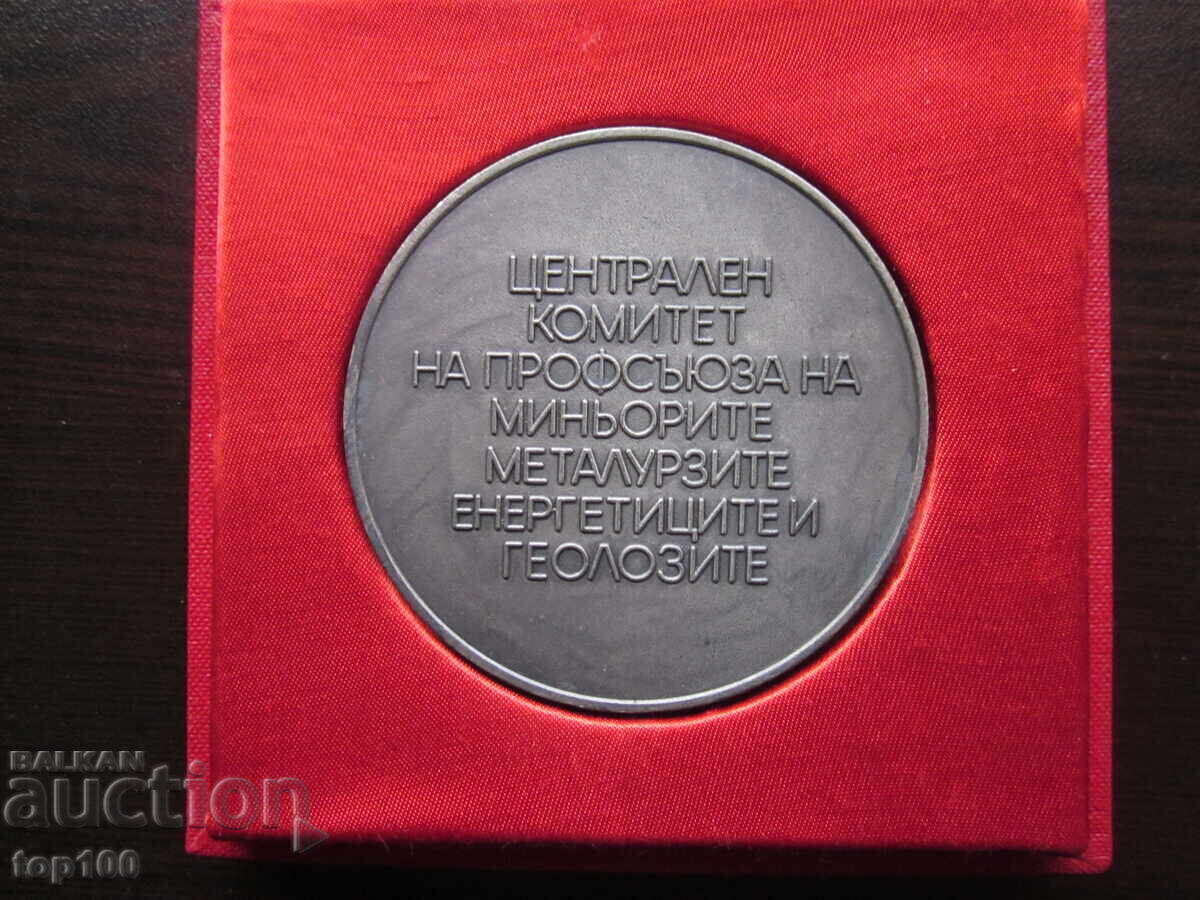 ЦЕНТРАЛЕН
КОМИТЕТ
НА ПРОФСЪЮЗА НА
МИНЬОРИТЕ
МЕТАЛУРЗИТЕ
ЕНЕРГЕТИЦИТЕ И
ГЕОЛОЗИТЕ
BALKAN
auction
top100